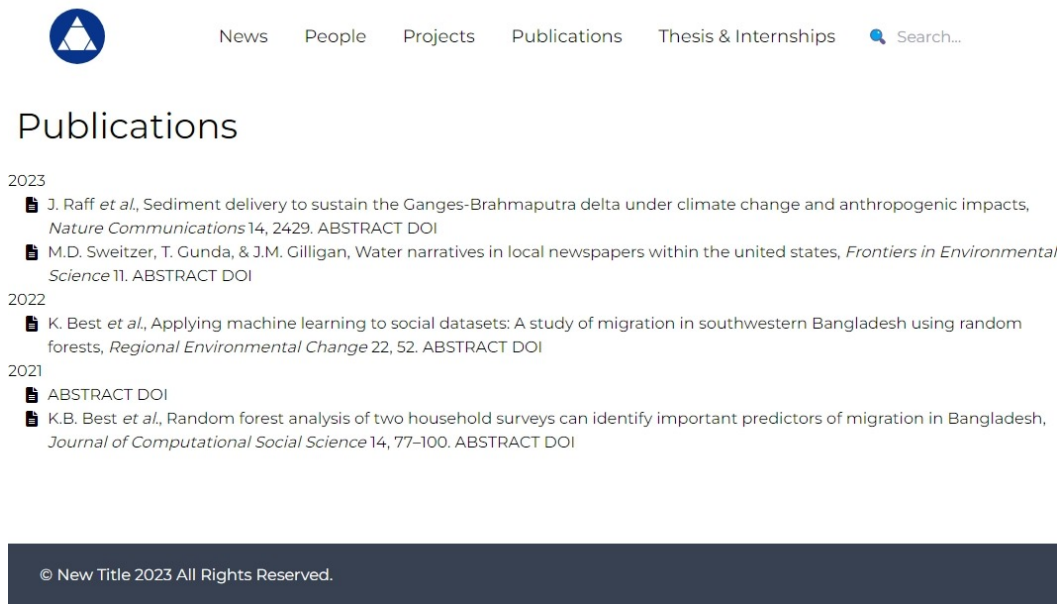 News People Projects Publications Thesis & Internships Search...
Publications
2023
J. Raff et al., Sediment delivery to sustain the Ganges-Brahmaputra delta under climate change and anthropogenic impacts,
Nature Communications 14, 2429. ABSTRACT DOI
M.D. Sweitzer, T. Gunda, & J.M. Gilligan, Water narratives in local newspapers within the united states, Frontiers in Environmental
Science 11. ABSTRACT DOI
2022
K. Best et al., Applying machine learning to social datasets: A study of migration in southwestern Bangladesh using random
forests, Regional Environmental Change 22, 52. ABSTRACT DOI
2021
ABSTRACT DOI
K.B. Best et al., Random forest analysis of two household surveys can identify important predictors of migration in Bangladesh,
Journal of Computational Social Science 14, 77–100. ABSTRACT DOI
© New Title 2023 All Rights Reserved.